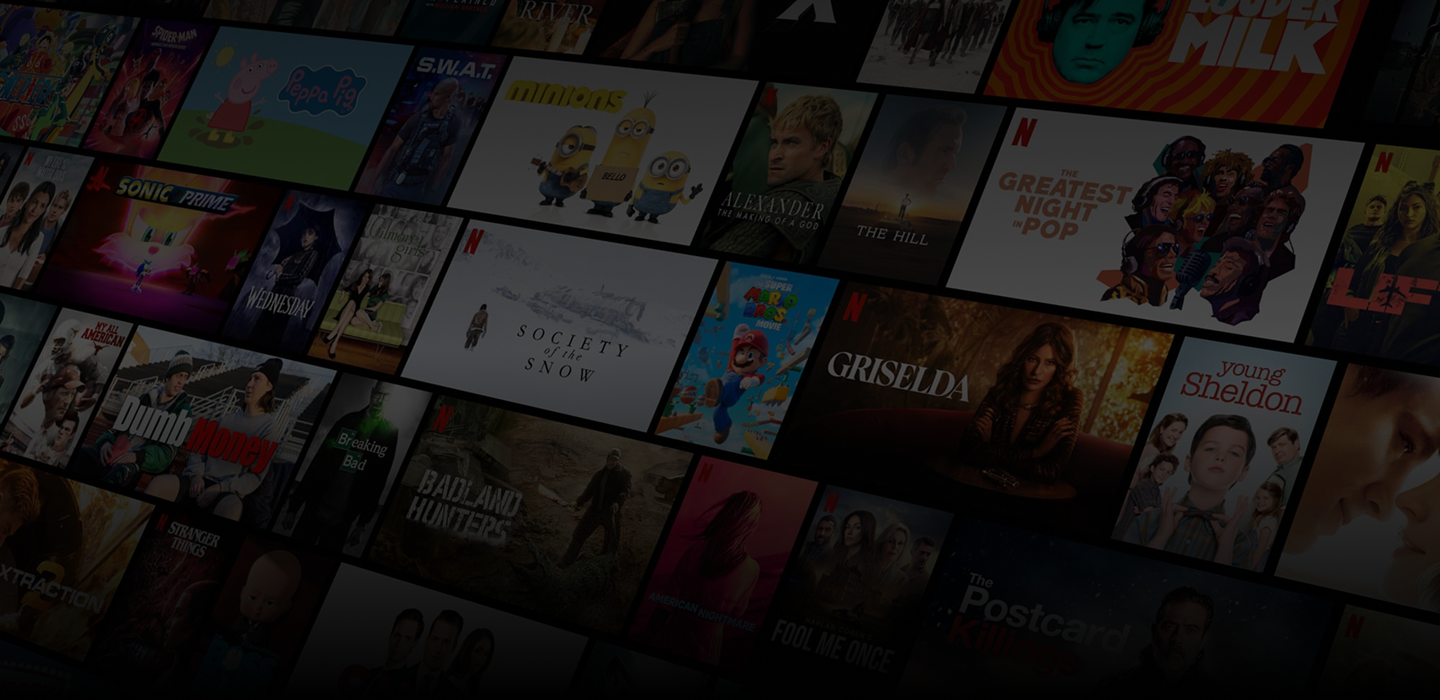 RIVER
LOUDER
MILK
SPIDER-MAN
Peppa Pig
S.W.A.T.
MINIONS
BELLO
ALEXANDER
THE MAKING OF A GOD
THE HILL
N
THE
GREATEST
NIGHT
IN POP
N
SONIC PRIME
WEDNESDAY
Gilmore
girls
N
SOCIETY
of the
SNOW
SUPER
MARIO
BROS
MOVIE
N
GRISELDA
young
Sheldon
MY ALL
AMERICAN
Dumb Money
Breaking
Bad
N
BADLAND
HUNTERS
N
AMERICAN NIGHTMARE
N
FOOL ME ONCE
The
Postcard
Killings
N
XTRACTION
N
STRANGER
THINGS